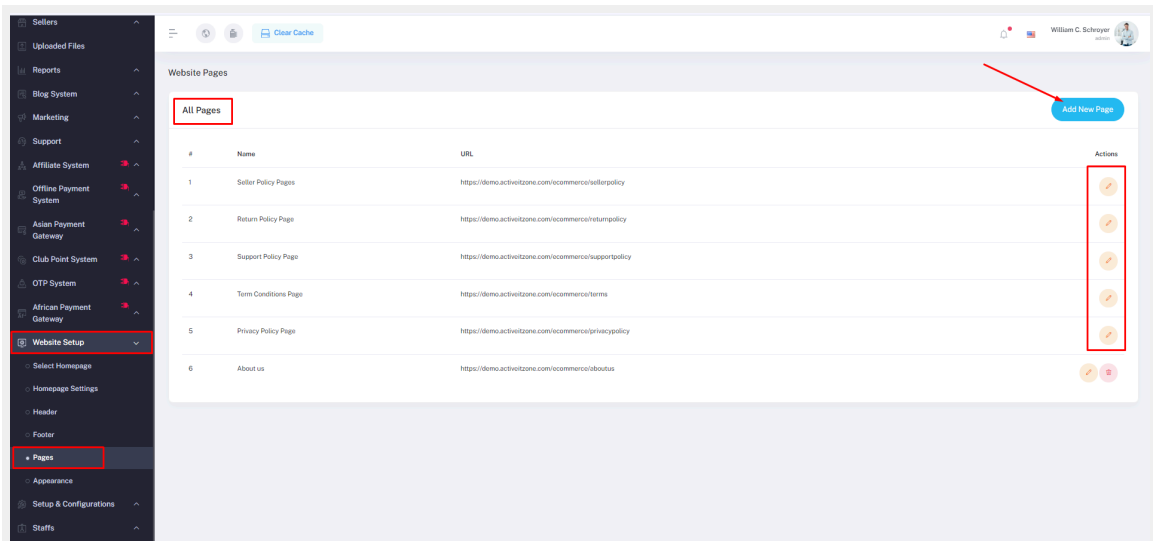 Sellers
Uploaded Files
Reports
Blog System
Marketing
Support
Affiliate System
Offline Payment
System
Asian Payment
Gateway
Club Point System
OTP System
African Payment
Gateway
Website Setup
Select Homepage
Homepage Settings
Header
Footer
Pages
Appearance
Setup & Configurations
Staffs
Clear Cache
William C. Schroyer
admin
Website Pages
All Pages
Add New Page
# Name URL Actions
1 Seller Policy Pages https://demo.activeitzone.com/ecommerce/sellerpolicy
2 Return Policy Page https://demo.activeitzone.com/ecommerce/returnpolicy
3 Support Policy Page https://demo.activeitzone.com/ecommerce/supportpolicy
4 Term Conditions Page https://demo.activeitzone.com/ecommerce/terms
5 Privacy Policy Page https://demo.activeitzone.com/ecommerce/privacypolicy
6 About us https://demo.activeitzone.com/ecommerce/aboutus